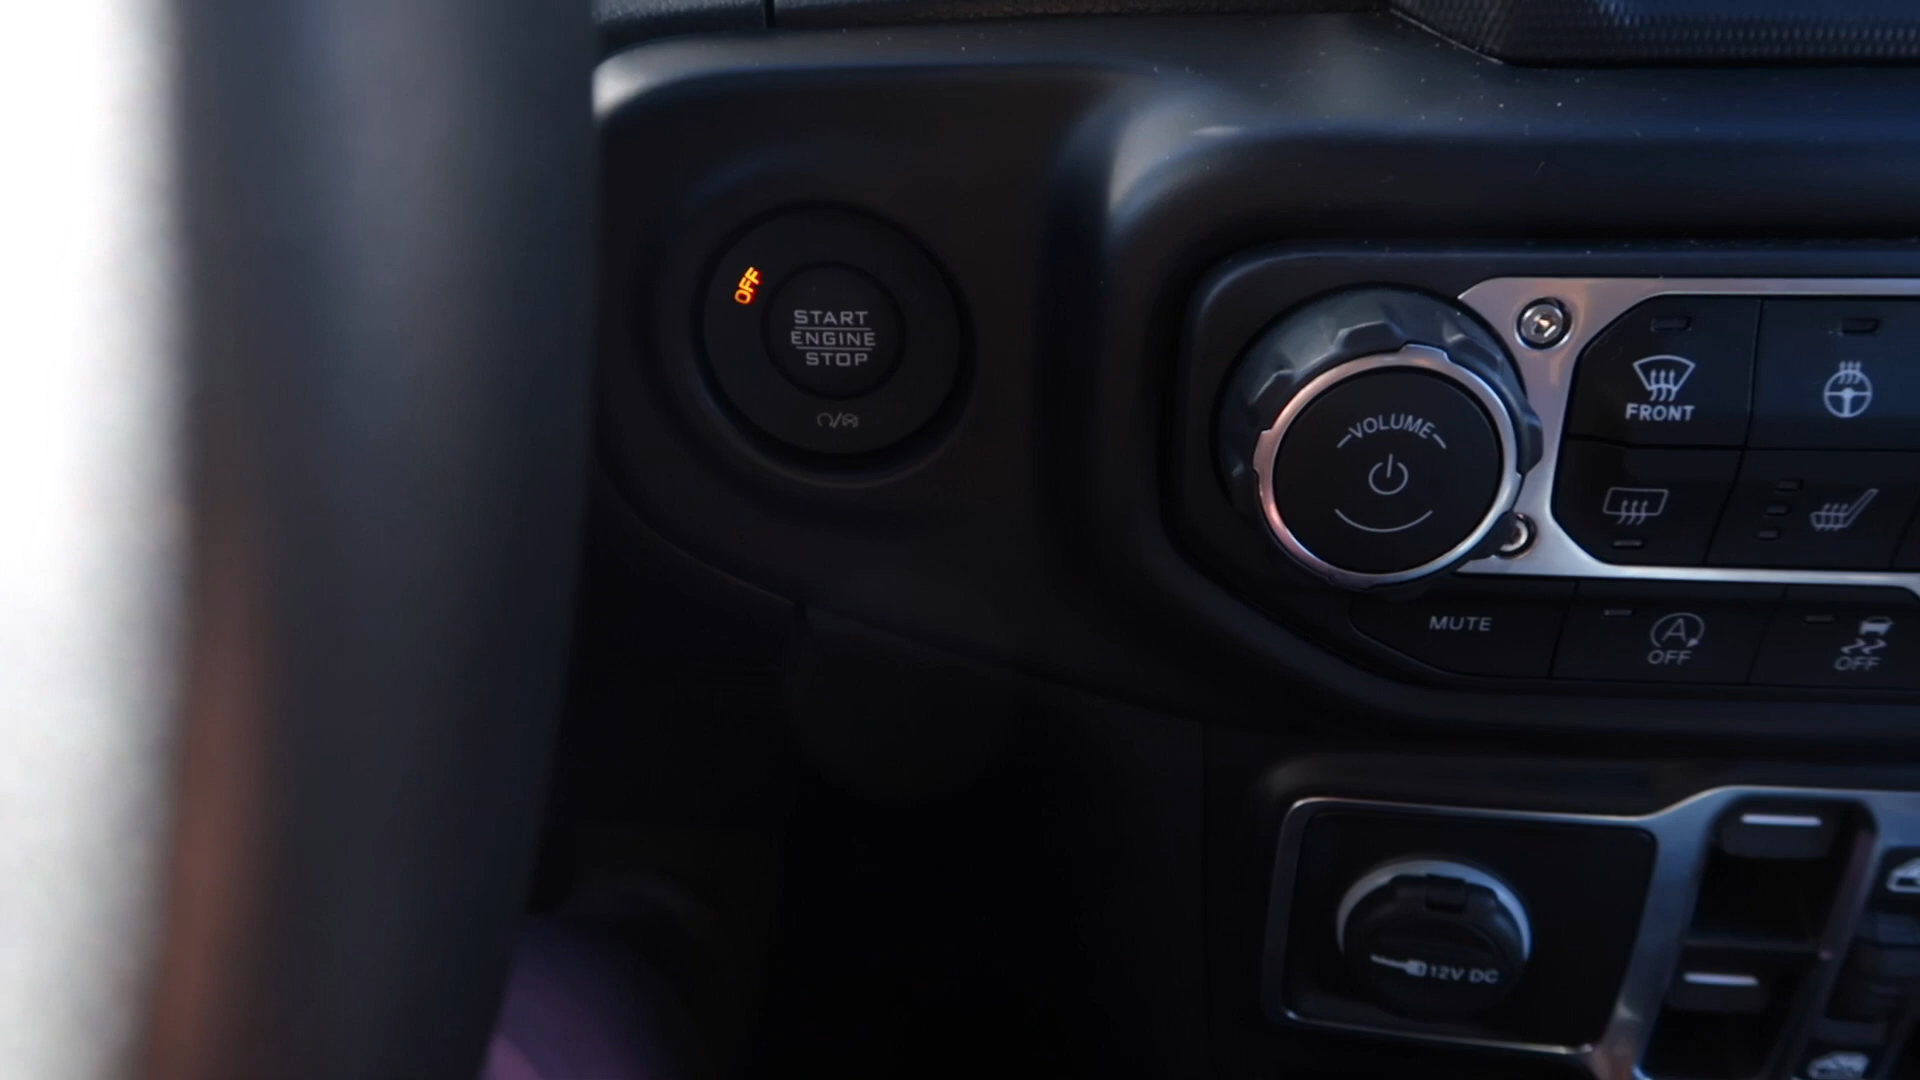 OFF
START
ENGINE
STOP
VOLUME
FRONT
MUTE
A
OFF
OFF
12V DC